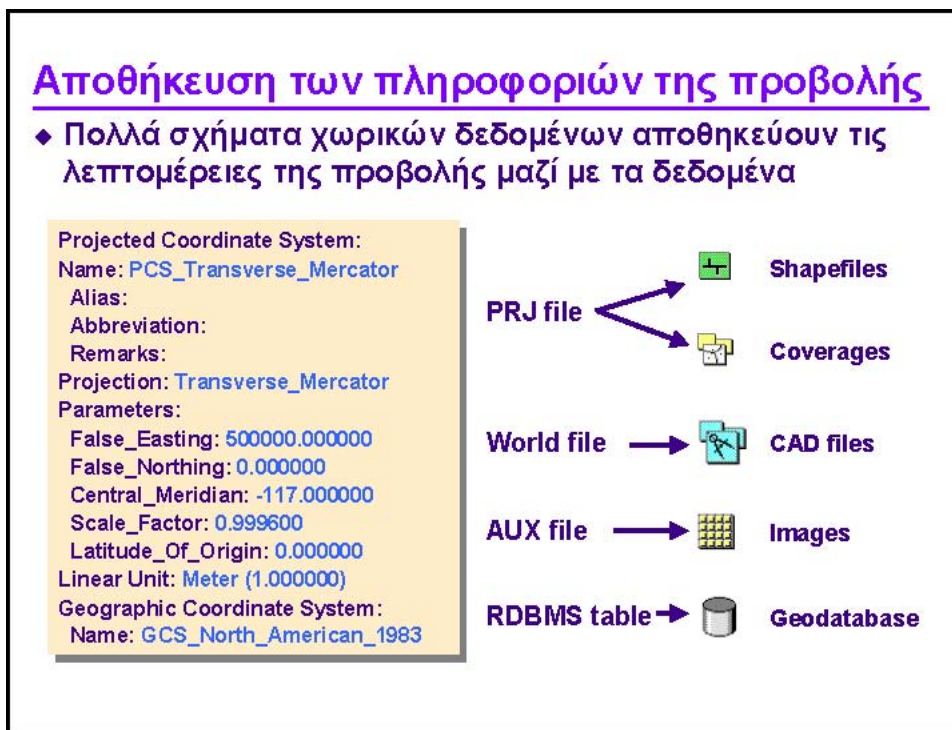 Αποθήκευση των πληροφοριών της προβολής
Πολλά σχήματα χωρικών δεδομένων αποθηκεύουν τις
λεπτομέρειες της προβολής μαζί με τα δεδομένα
Projected Coordinate System:
Name: PCS_Transverse_Mercator
Alias:
Abbreviation:
Remarks:
Projection: Transverse_Mercator
Parameters:
False_Easting: 500000.000000
False_Northing: 0.000000
Central_Meridian: -117.000000
Scale_Factor: 0.999600
Latitude_Of_Origin: 0.000000
Linear Unit: Meter (1.000000)
Geographic Coordinate System:
Name: GCS_North_American_1983
PRJ file
Shapefiles
Coverages
World file
CAD files
AUX file
Images
RDBMS table
Geodatabase